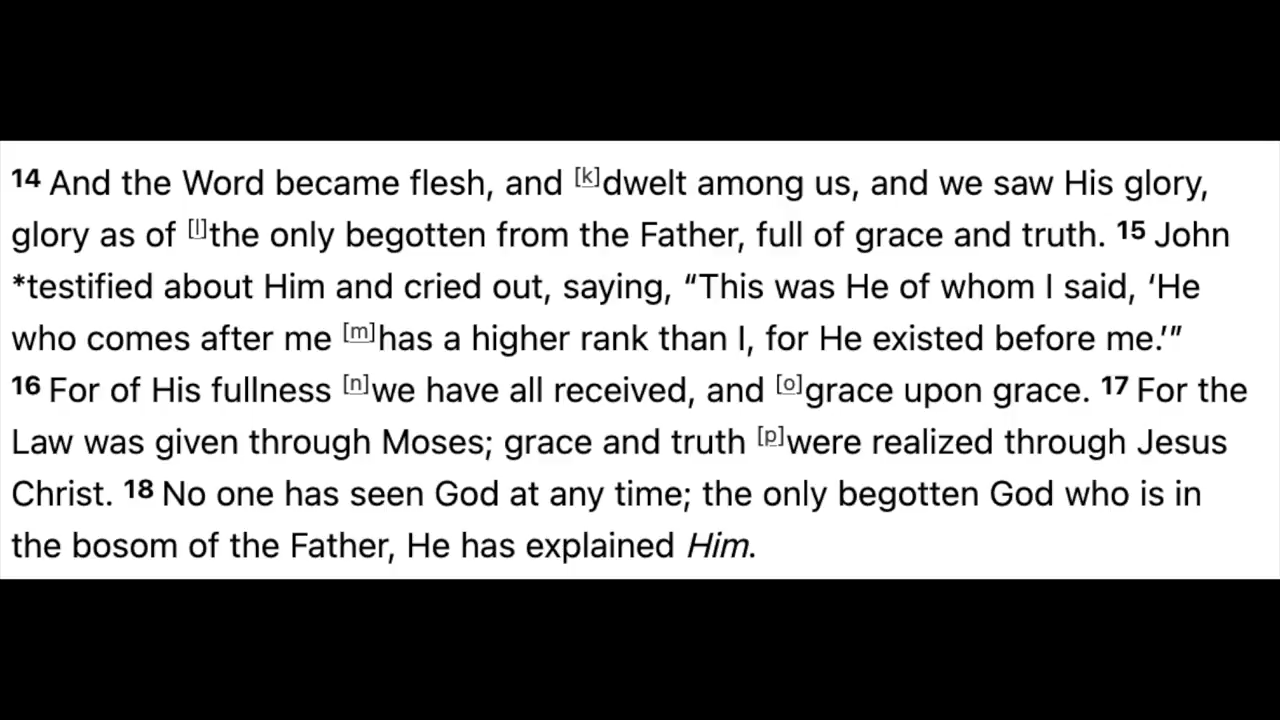 14 And the Word became flesh, and [k]dwelt among us, and we saw His glory,
glory as of [l]the only begotten from the Father, full of grace and truth. 15 John
*testified about Him and cried out, saying, “This was He of whom I said, ‘He
who comes after me [m]has a higher rank than I, for He existed before me.’”
16 For of His fullness [n]we have all received, and [o]grace upon grace. 17 For the
Law was given through Moses; grace and truth [p]were realized through Jesus
Christ. 18 No one has seen God at any time; the only begotten God who is in
the bosom of the Father, He has explained Him.